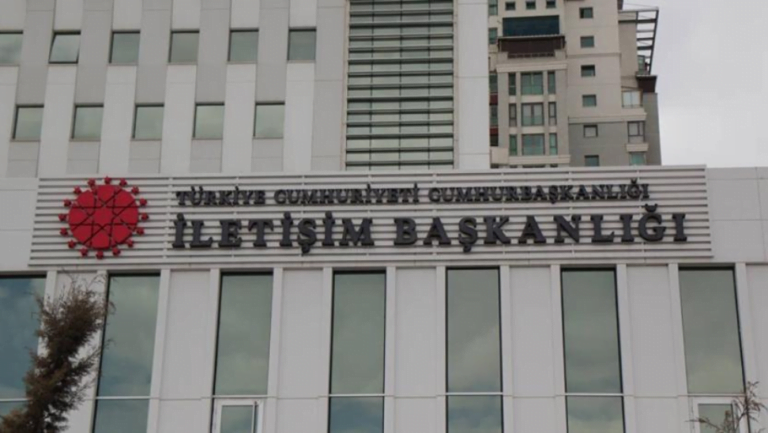 TÜRKİYE CUMHURİYETİ CUMHURBAŞKANLIĞI
İLETİŞİM BAŞKANLIĞI